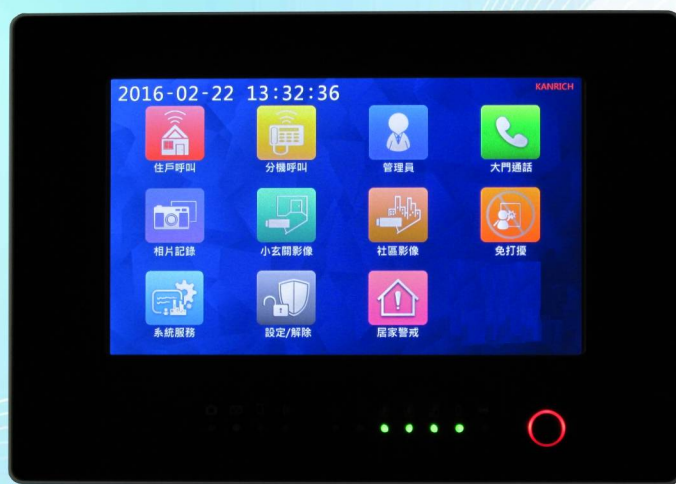 2016-02-22 13:32:36
KANRICH
住戶呼叫
分機呼叫
管理員
大門通話
相片記錄
小玄關影像
社區影像
免打擾
系統服務
設定/解除
居家警戒